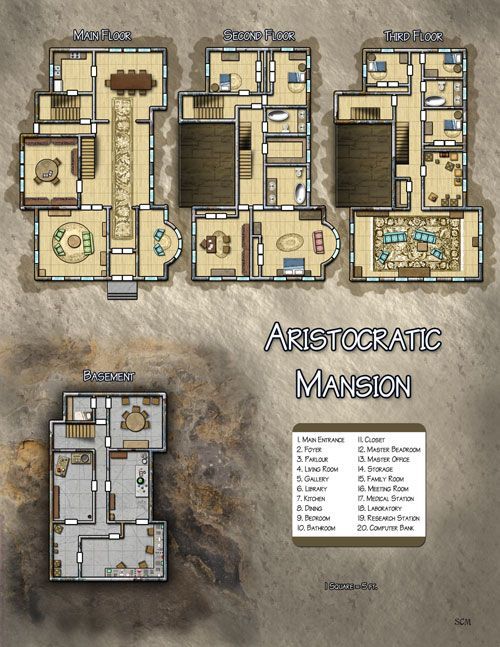 Main Floor
Second Floor
Third Floor
Aristocratic
Mansion
Basement
1. Main Entrance
2. Foyer
3. Parlour
4. Living Room
5. Gallery
6. Library
7. Kitchen
8. Dining
9. Bedroom
10. Bathroom
11. Closet
12. Master Beadroom
13. Master Office
14. Storage
15. Family Room
16. Meeting Room
17. Medical Station
18. Laboratory
19. Research Station
20. Computer Bank
1 Square = 5 ft.
SCM